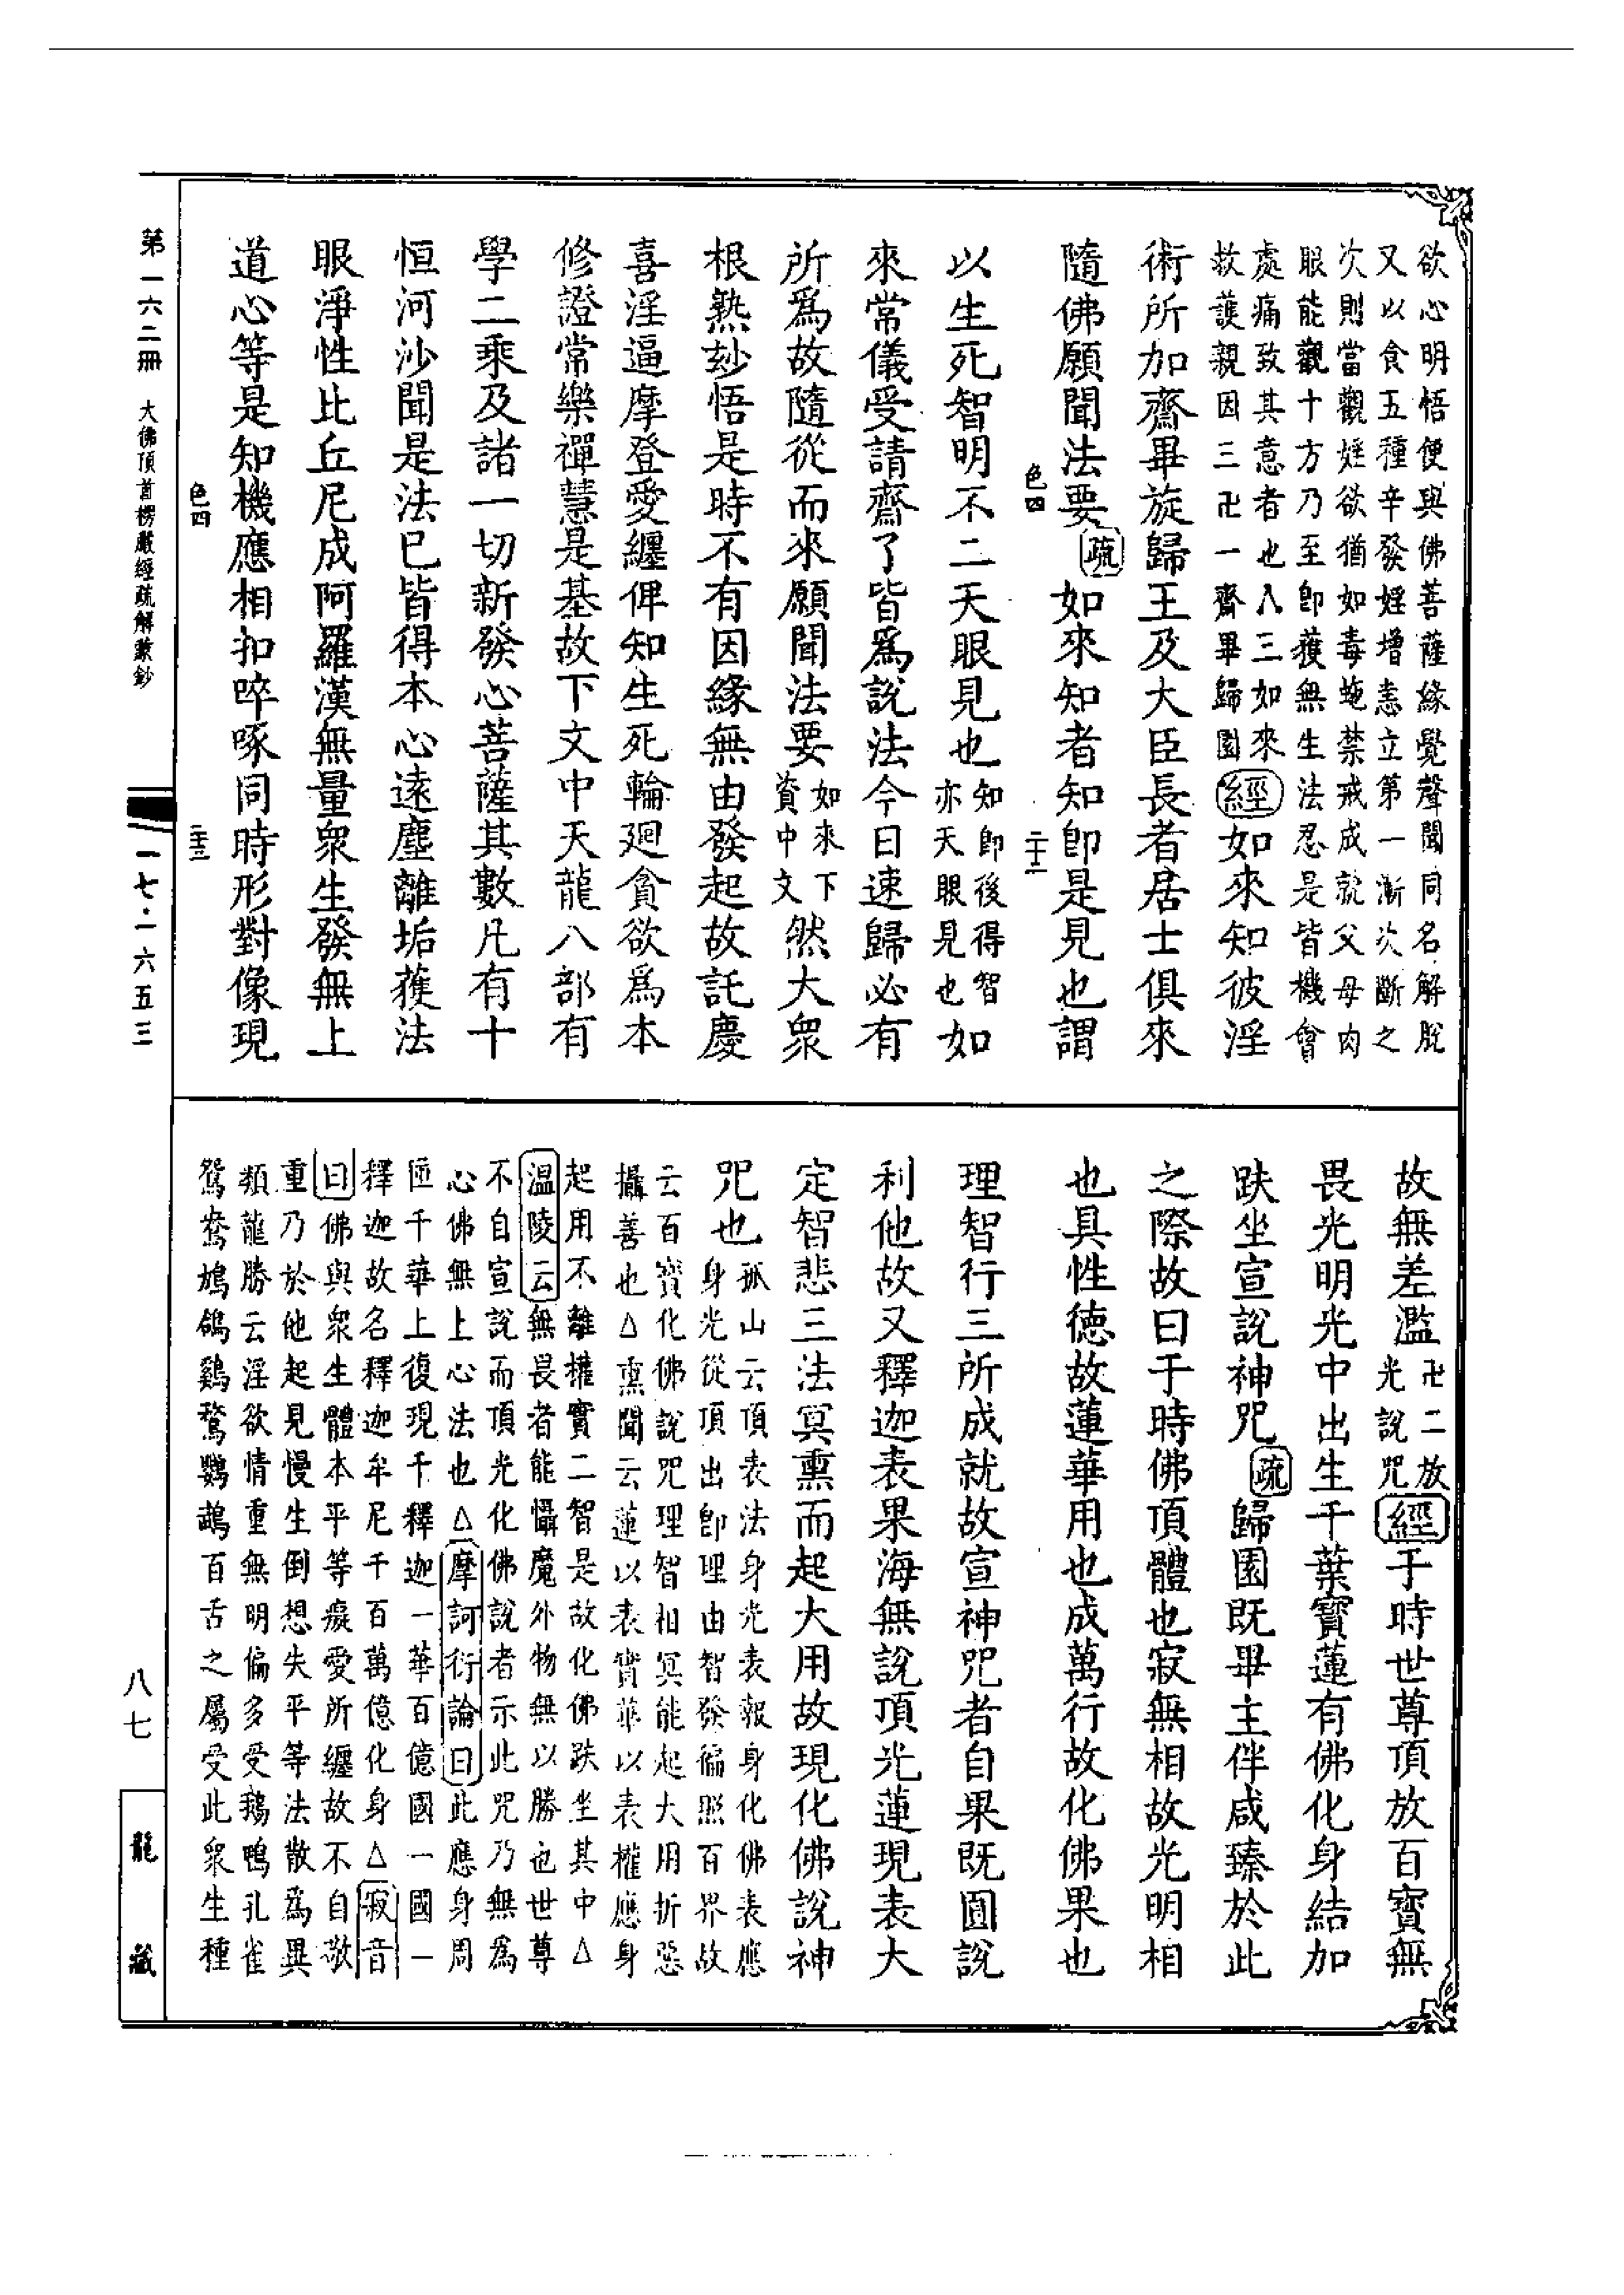 欲心明悟便與佛菩薩緣覺聲聞同名解脫
又以食五種辛發婬增恚立第一漸次斷之
次則當觀婬欲猶如毒虵禁戒成就父母肉
眼能觀十方乃至即獲無生法忍是皆機會
處痛致其意者也八三如來
救護親因三卍一齋畢歸園
經如來知彼淫
術所加齋畢旋歸王及大臣長者居士俱來
隨佛願聞法要疏如來知者知即是見也謂
色四 二十二
以生死智明不二天眼見也
知即後得智
亦天眼見也
如
來常儀受請齋了皆爲說法今日速歸必有
所爲故隨從而來願聞法要
如來下
資中文
然大衆
根熟玅悟是時不有因緣無由發起故託慶
喜淫逼摩登愛纏俾知生死輪廻貪欲爲本
修證常樂禪慧是基故下文中天龍八部有
學二乘及諸一切新發心菩薩其數凡有十
恒河沙聞是法已皆得本心遠塵離垢獲法
眼淨性比丘尼成阿羅漢無量衆生發無上
道心等是知機應相扣啐啄同時形對像現
色四 二十三
故無差濫
卍二放
光說咒
經于時世尊頂放百寶無
畏光明光中出生千葉寶蓮有佛化身結加
趺坐宣說神咒疏歸園既畢主伴咸臻於此
之際故曰于時佛頂體也寂無相故光明相
也具性德故蓮華用也成萬行故化佛果也
理智行三所成就故宣神咒者自果既圓說
利他故又釋迦表果海無說頂光蓮現表大
定智悲三法冥熏而起大用故現化佛說神
咒也
孤山云頂表法身光表報身化佛表應
身光從頂出即理由智發徧照百界故
云百寶化佛說咒理智相冥能起大用折惡
攝善也△熏聞云蓮以表實華以表權應身
起用不離權實二智是故化佛趺坐其中△
溫陵云無畏者能懾魔外物無以勝也世尊
不自宣說而頂光化佛說者示此咒乃無爲
心佛無上心法也△摩訶衍論曰此應身周
匝千華上復現千釋迦一華百億國一國一
釋迦故名釋迦牟尼千百萬億化身△寂音
曰佛與衆生體本平等癡愛所纏故不自敬
重乃於他起見慢生倒想失平等法散爲異
類龍勝云淫欲情重無明偏多受鵝鴨孔雀
鴛鴦鳩鴿鷄鶩鸚鵡百舌之屬受此衆生種
第一六二冊 大佛頂首楞嚴經疏解蒙鈔
一七·一六五三
八七
龍藏